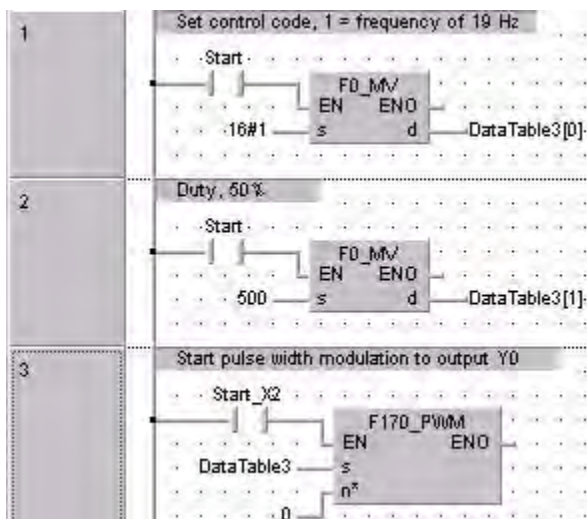 1
Set control code, 1 = frequency of 19 Hz
Start
F0_MV
EN ENO
16#1 s d DataTable3[0]
2
Duty, 50%
Start
F0_MV
EN ENO
500 s d DataTable3[1]
3
Start pulse width modulation to output Y0
Start_X2
F170_PWM
EN ENO
DataTable3 s
n*
0